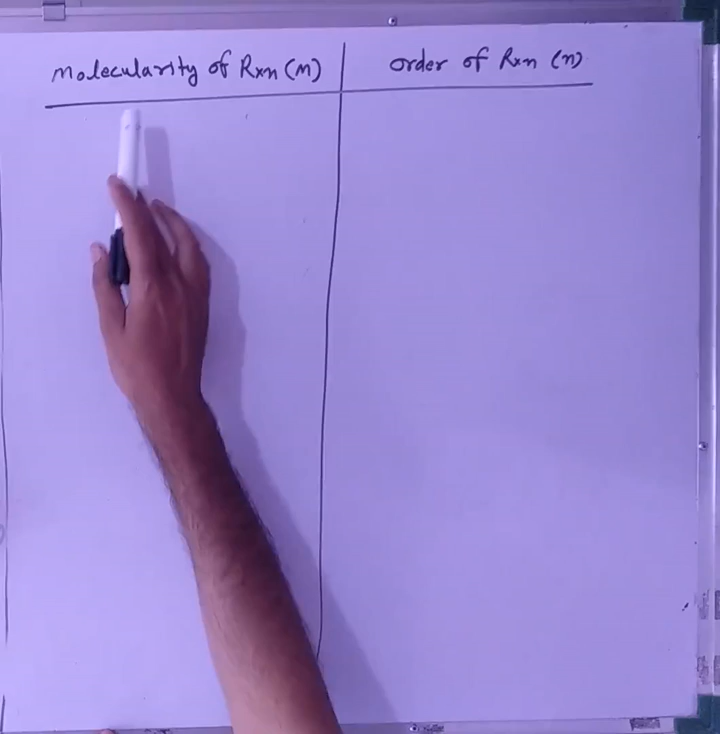 Molecularity of Rxn (M)
order of Rxn (n)